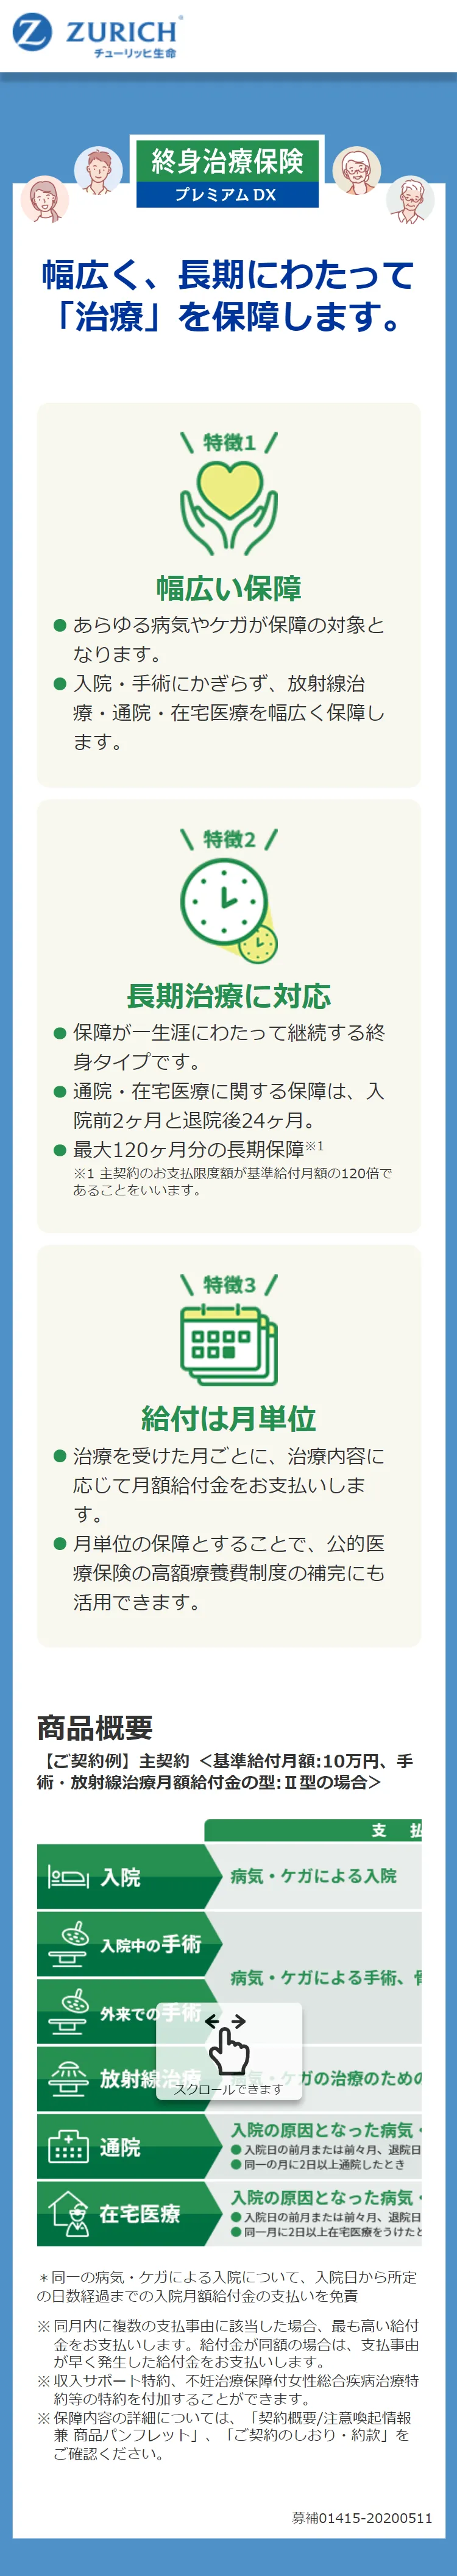 Z ZURICH®
チューリッヒ生命
終身治療保険
プレミアムDX
幅広く、長期にわたって
「治療」を保障します。
特徴1
幅広い保障
● あらゆる病気やケガが保障の対象と
なります。
● 入院・手術にかぎらず、放射線治
療・通院・在宅医療を幅広く保障し
ます。
特徴2
長期治療に対応
● 保障が一生涯にわたって継続する終
身タイプです。
● 通院・在宅医療に関する保障は、入
院前2ヶ月と退院後24ヶ月。
● 最大120ヶ月分の長期保障※1
※1 主契約のお支払限度額が基準給付月額の120倍で
あることをいいます。
特徴3
給付は月単位
● 治療を受けた月ごとに、治療内容に
応じて月額給付金をお支払いしま
す。
● 月単位の保障とすることで、公的医
療保険の高額療養費制度の補完にも
活用できます。
商品概要
【ご契約例】主契約 ＜基準給付月額:10万円、手
術・放射線治療月額給付金の型:Ⅱ型の場合＞
支 払
入院
病気・ケガによる入院
入院中の手術
病気・ケガによる手術、骨
外来での手術
放射線治療
病気・ケガの治療のための
スクロールできます
通院
入院の原因となった病気・
● 入院日の前月または前々月、退院日
● 同一の月に2日以上通院したとき
在宅医療
入院の原因となった病気・
● 入院日の前月または前々月、退院日
● 同一月に2日以上在宅医療をうけたと
＊同一の病気・ケガによる入院について、入院日から所定
の日数経過までの入院月額給付金の支払いを免責
※ 同月内に複数の支払事由に該当した場合、最も高い給付
金をお支払いします。給付金が同額の場合は、支払事由
が早く発生した給付金をお支払いします。
※ 収入サポート特約、不妊治療保障付女性総合疾病治療特
約等の特約を付加することができます。
※ 保障内容の詳細については、「契約概要/注意喚起情報
兼 商品パンフレット」、「ご契約のしおり・約款」を
ご確認ください。
募補01415-20200511